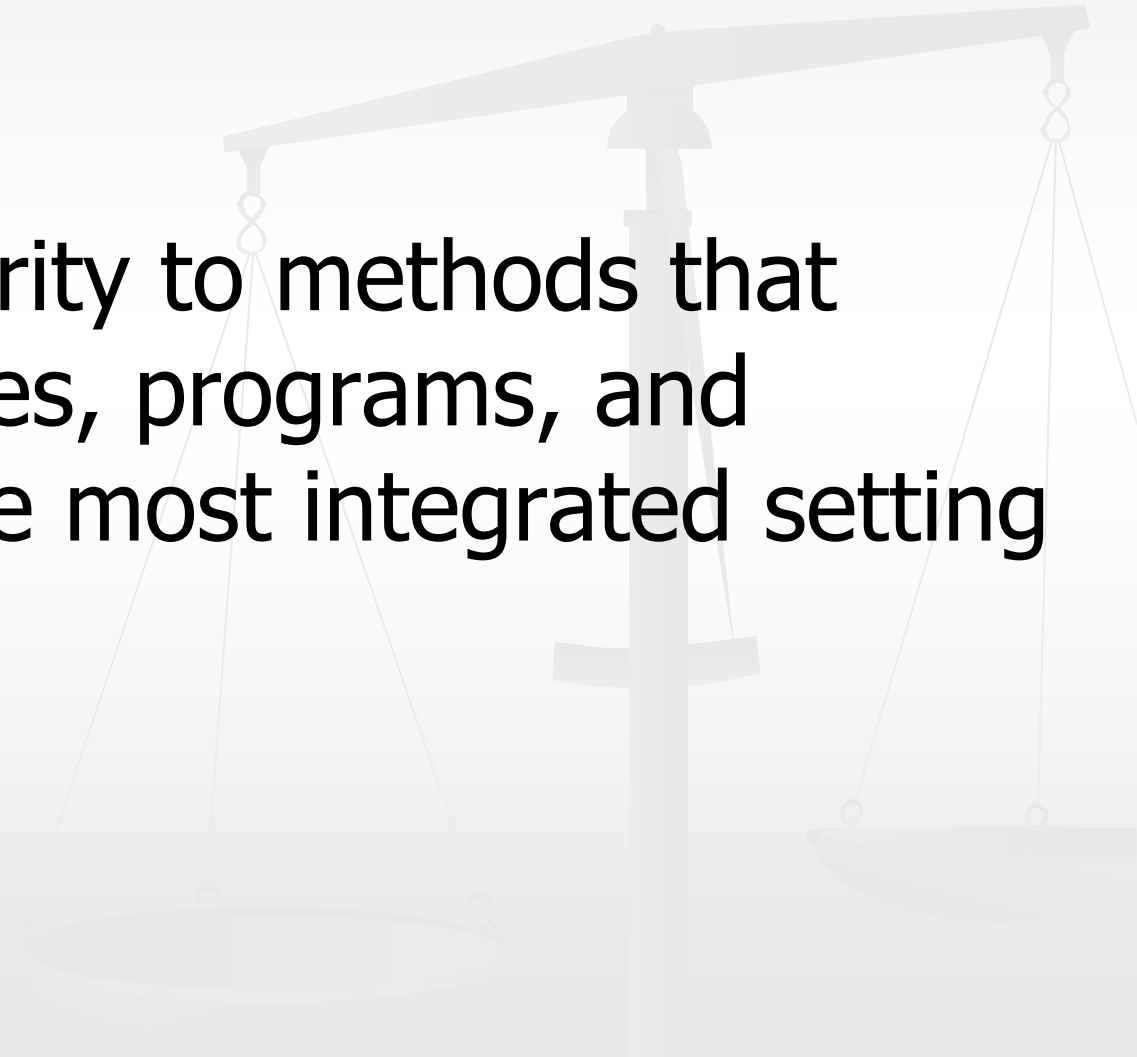 rity to methods that
es, programs, and
e most integrated setting